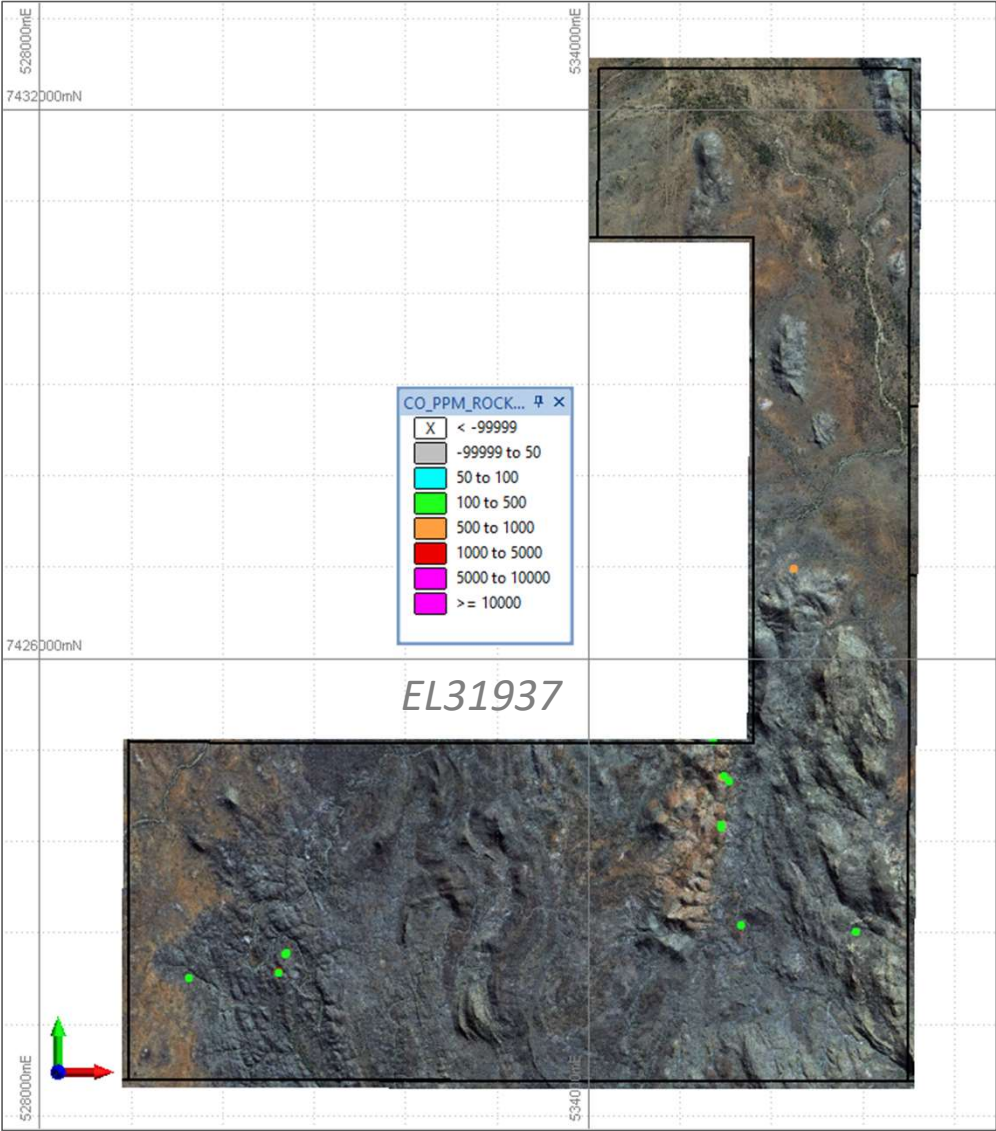 528000mE
534000mE
7432000mN
CO_PPM_ROCK...
X < -99999
-99999 to 50
50 to 100
100 to 500
500 to 1000
1000 to 5000
5000 to 10000
>= 10000
7426000mN
EL31937
528000mE
534000mE